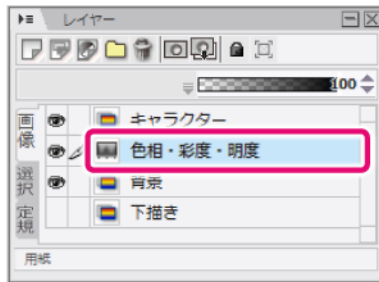 レイヤー
100
画像
キャラクター
色相・彩度・明度
選択
背景
定規
下描き
用紙